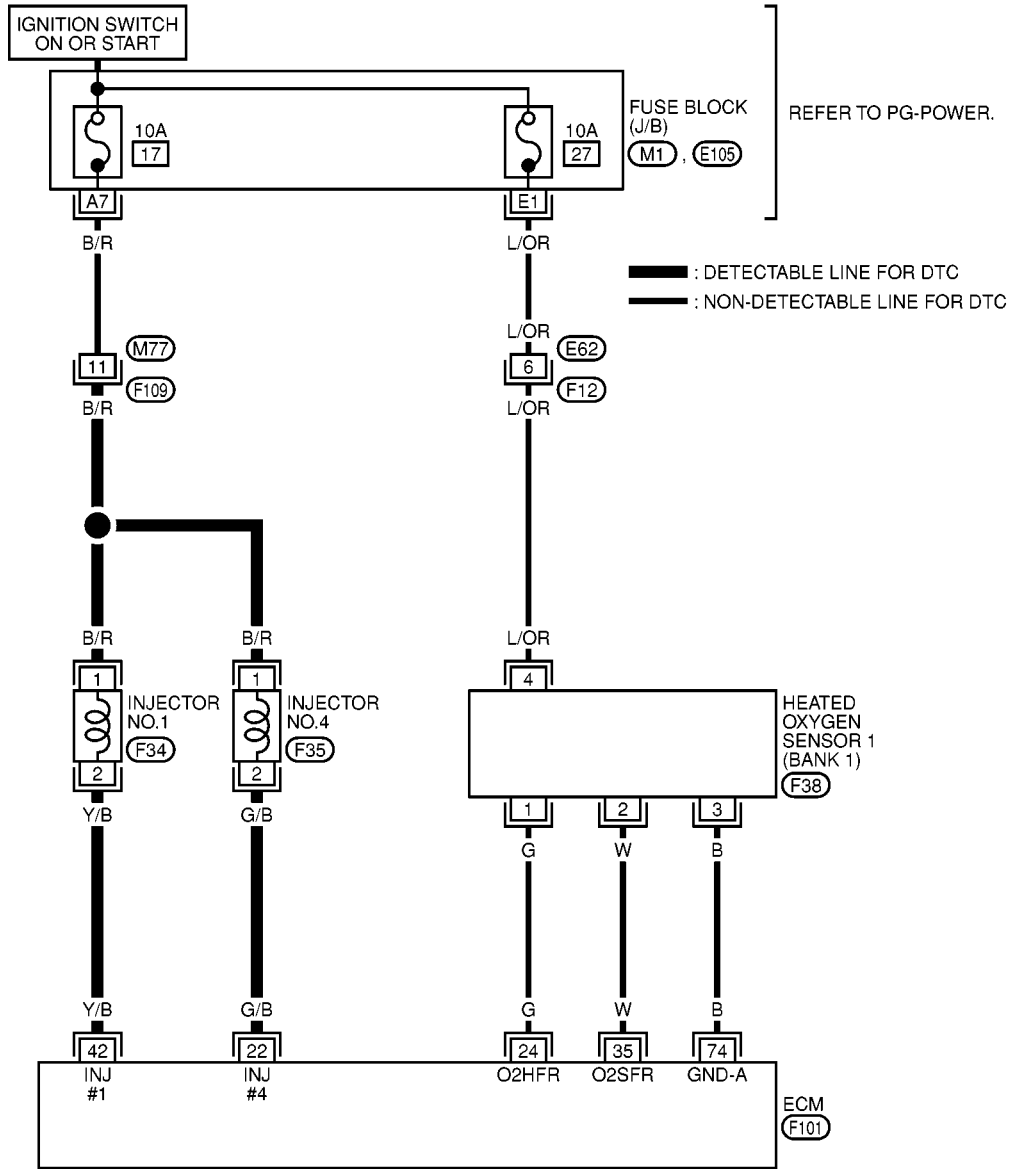 IGNITION SWITCH
ON OR START
10A
17
10A
27
FUSE BLOCK
(J/B)
M1 , E105
REFER TO PG-POWER.
A7
E1
B/R
L/OR
: DETECTABLE LINE FOR DTC
: NON-DETECTABLE LINE FOR DTC
L/OR
M77
E62
11
6
F109
F12
B/R
L/OR
B/R
B/R
L/OR
1
1
4
INJECTOR
NO.1
F34
INJECTOR
NO.4
F35
HEATED
OXYGEN
SENSOR 1
(BANK 1)
F38
2
2
1
2
3
Y/B
G/B
G
W
B
Y/B
G/B
G
W
B
42
22
24
35
74
INJ
#1
INJ
#4
O2HFR
O2SFR
GND-A
ECM
F101